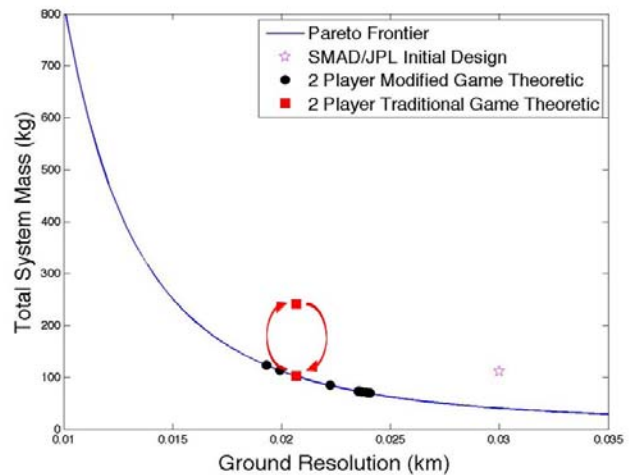 Pareto Frontier
SMAD/JPL Initial Design
2 Player Modified Game Theoretic
2 Player Traditional Game Theoretic
Total System Mass (kg)
800
700
600
500
400
300
200
100
0
0.01
0.015
0.02
0.025
0.03
0.035
Ground Resolution (km)